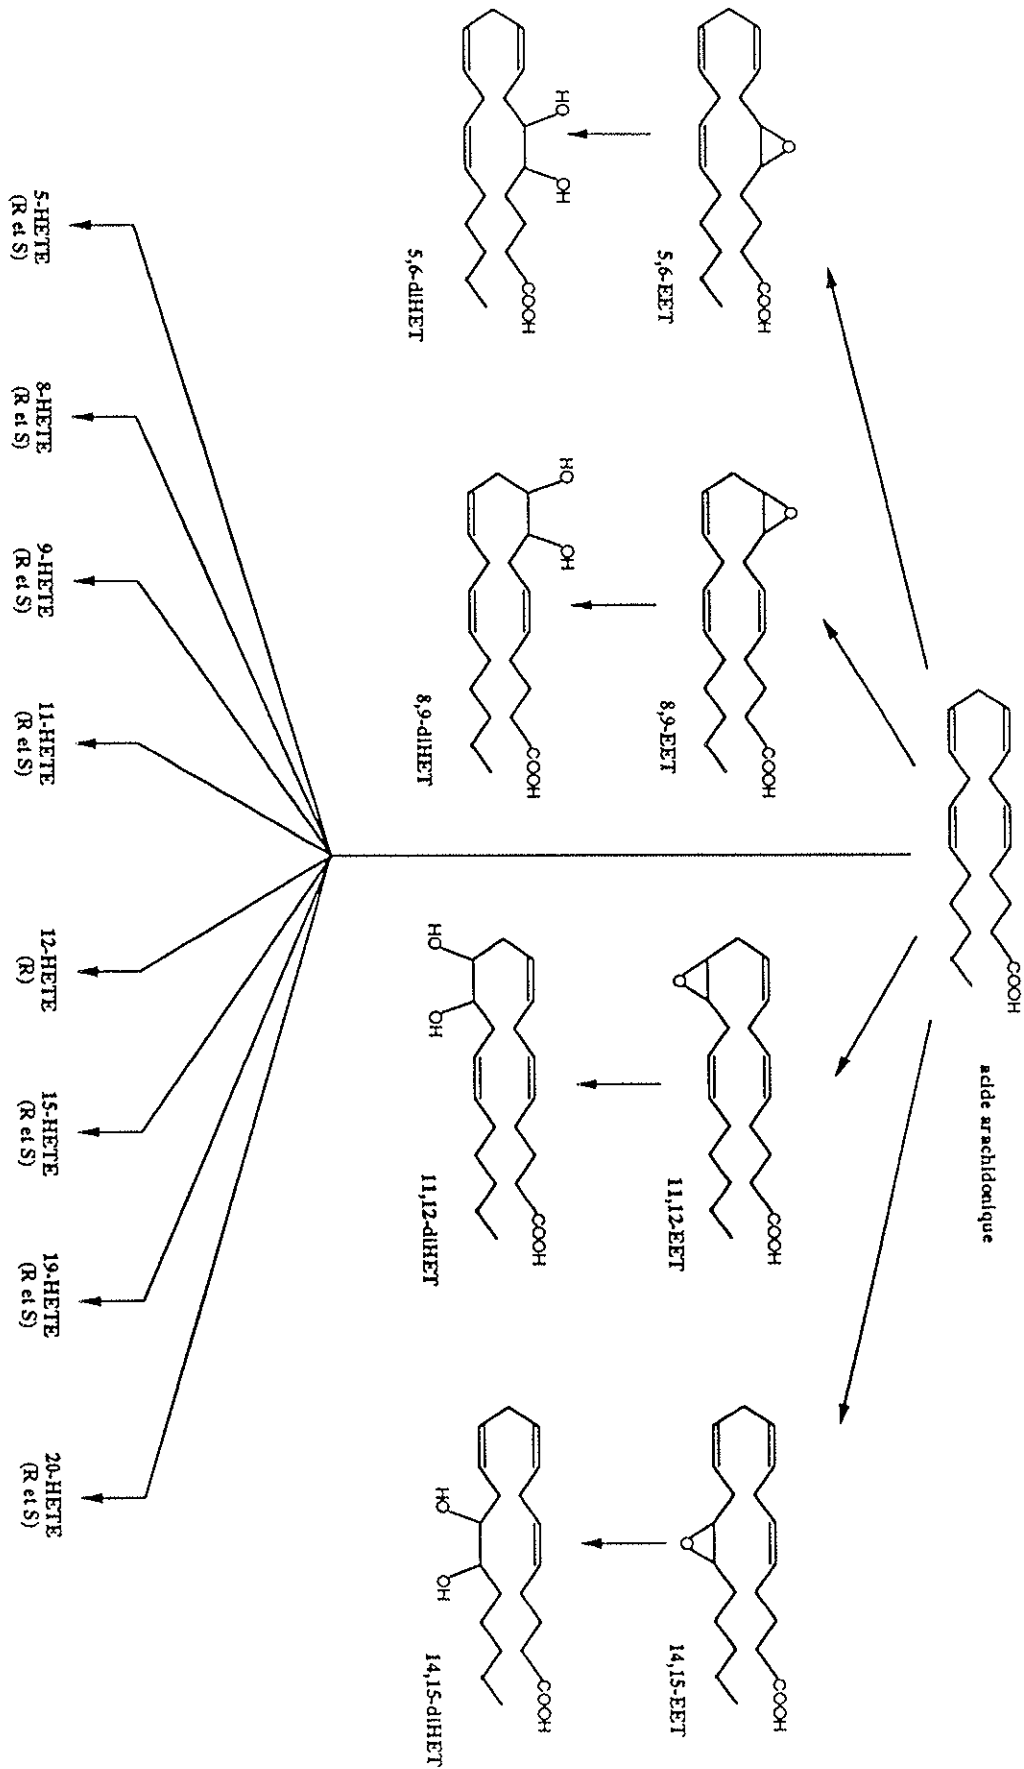 COOH
acide arachidonique
O
COOH
5,6-EET
O
COOH
8,9-EET
COOH
O
11,12-EET
COOH
O
14,15-EET
HO
OH
COOH
5,6-diHET
HO
OH
COOH
8,9-diHET
COOH
HO
OH
11,12-diHET
COOH
HO
OH
14,15-diHET
5-HETE
(R et S)
8-HETE
(R et S)
9-HETE
(R et S)
11-HETE
(R et S)
12-HETE
(R)
15-HETE
(R et S)
19-HETE
(R et S)
20-HETE
(R et S)